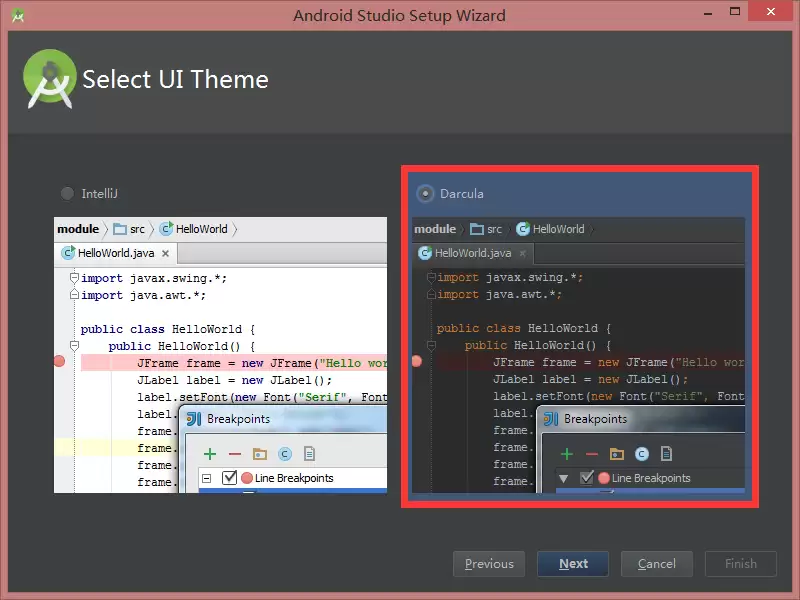 Android Studio Setup Wizard
Select UI Theme
IntelliJ
module src HelloWorld
HelloWorld.java
import javax.swing.*;
import java.awt.*;
public class HelloWorld {
public HelloWorld() {
JFrame frame = new JFrame("Hello wor
JLabel label = new JLabel();
label.setFont(new Font("Serif", Font
label.
frame.
frame.
frame.
frame.
Breakpoints
Line Breakpoints
Darcula
module src HelloWorld
HelloWorld.java
import javax.swing.*;
import java.awt.*;
public class HelloWorld {
public HelloWorld() {
JFrame frame = new JFrame("Hello wor
JLabel label = new JLabel();
label.setFont(new Font("Serif", Font
label.
frame.
frame.
frame.
frame.
Breakpoints
Line Breakpoints
Previous Next Cancel Finish